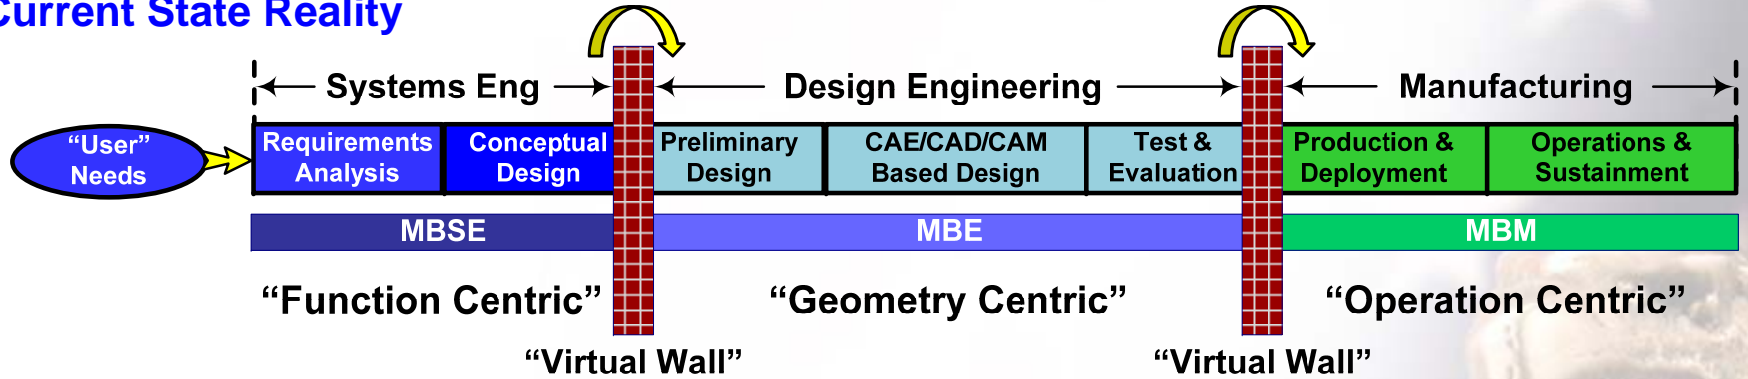 Current State Reality
Systems Eng
Design Engineering
Manufacturing
“User”
Needs
Requirements
Analysis
Conceptual
Design
Preliminary
Design
CAE/CAD/CAM
Based Design
Test &
Evaluation
Production &
Deployment
Operations &
Sustainment
MBSE
MBE
MBM
“Function Centric”
“Geometry Centric”
“Operation Centric”
“Virtual Wall”
“Virtual Wall”